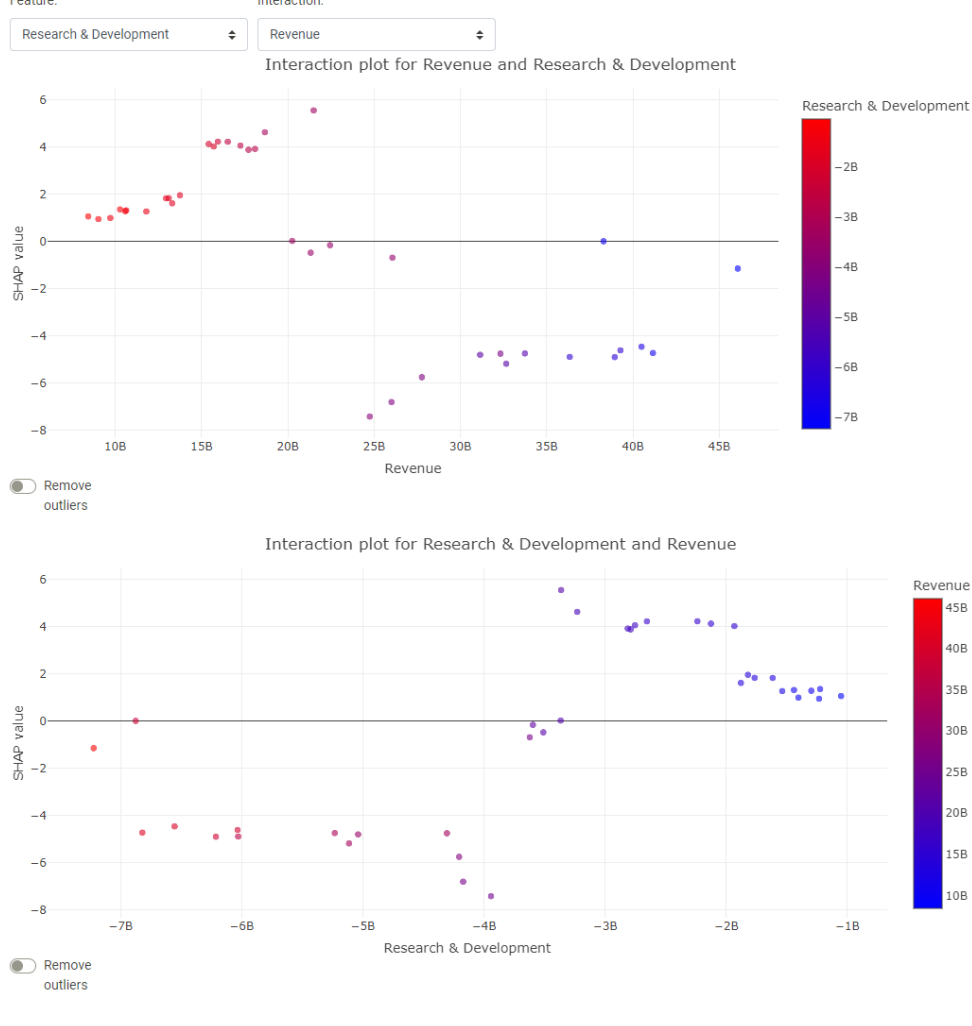 Feature:
Interaction:
Research & Development
Revenue
Interaction plot for Revenue and Research & Development
Research & Development
6
4
2
0
−2
−4
−6
−8
SHAP value
10B
15B
20B
25B
30B
35B
40B
45B
Revenue
−2B
−3B
−4B
−5B
−6B
−7B
Remove
outliers
Interaction plot for Research & Development and Revenue
Revenue
6
4
2
0
−2
−4
−6
−8
SHAP value
−7B
−6B
−5B
−4B
−3B
−2B
−1B
Research & Development
45B
40B
35B
30B
25B
20B
15B
10B
Remove
outliers